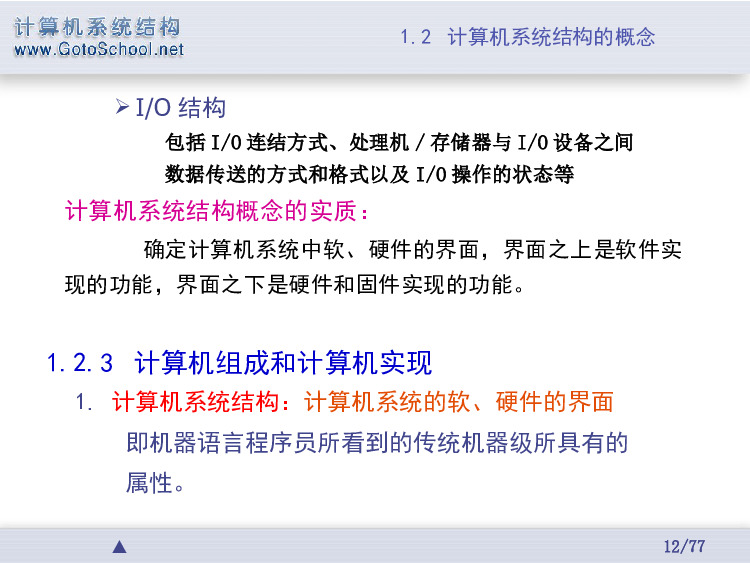 计算机系统结构
www.GotoSchool.net
1.2 计算机系统结构的概念
➢ I/O 结构
包括 I/O 连结方式、处理机 / 存储器与 I/O 设备之间
数据传送的方式和格式以及 I/O 操作的状态等
计算机系统结构概念的实质：
确定计算机系统中软、硬件的界面，界面之上是软件实
现的功能，界面之下是硬件和固件实现的功能。
1.2.3 计算机组成和计算机实现
1. 计算机系统结构：计算机系统的软、硬件的界面
即机器语言程序员所看到的传统机器级所具有的
属性。
▲ 12/77